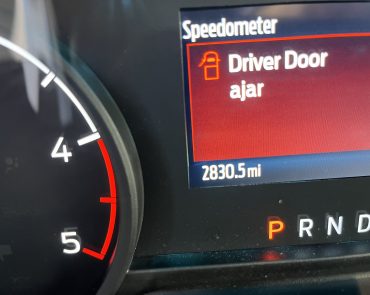 Speedometer
Driver Door
ajar
4
2830.5 mi
5
P R N D